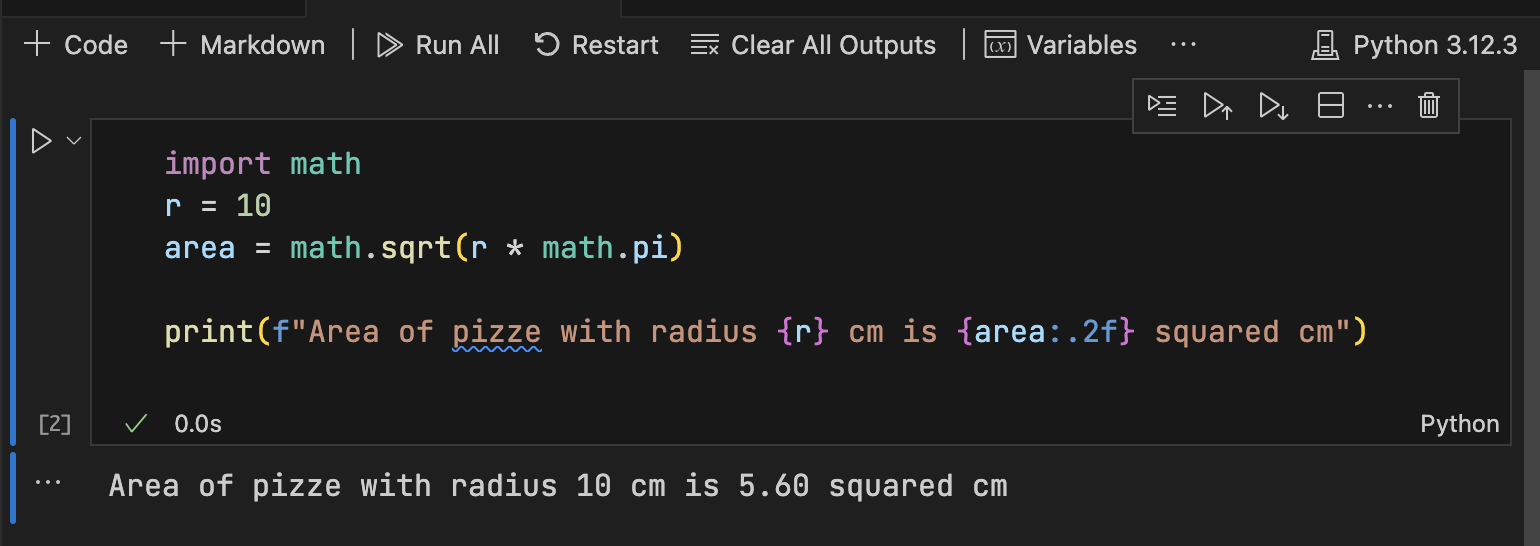 Code Markdown Run All Restart Clear All Outputs Variables ... Python 3.12.3
import math
r = 10
area = math.sqrt(r * math.pi)
print(f"Area of pizze with radius {r} cm is {area:.2f} squared cm")
[2] 0.0s Python
... Area of pizze with radius 10 cm is 5.60 squared cm